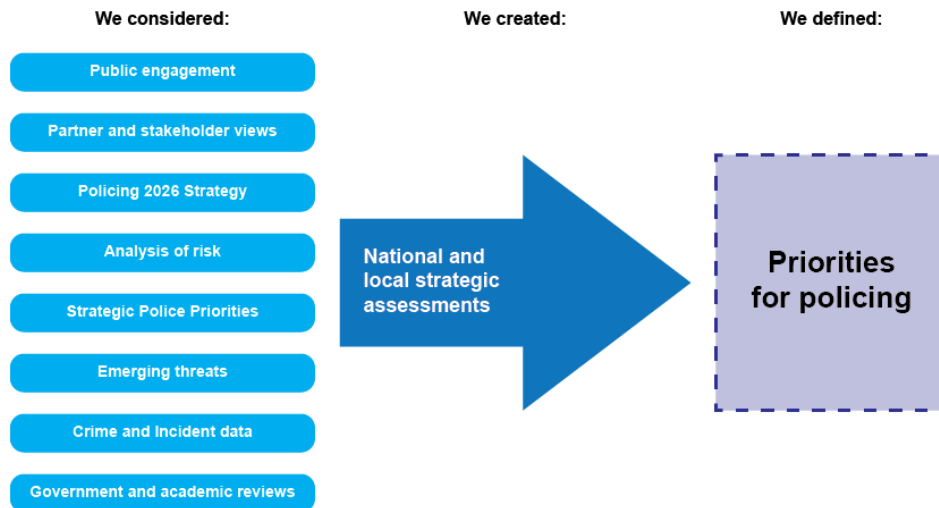 We considered:
We created:
We defined:
Public engagement
Partner and stakeholder views
Policing 2026 Strategy
Analysis of risk
Strategic Police Priorities
Emerging threats
Crime and Incident data
Government and academic reviews
National and
local strategic
assessments
Priorities
for policing